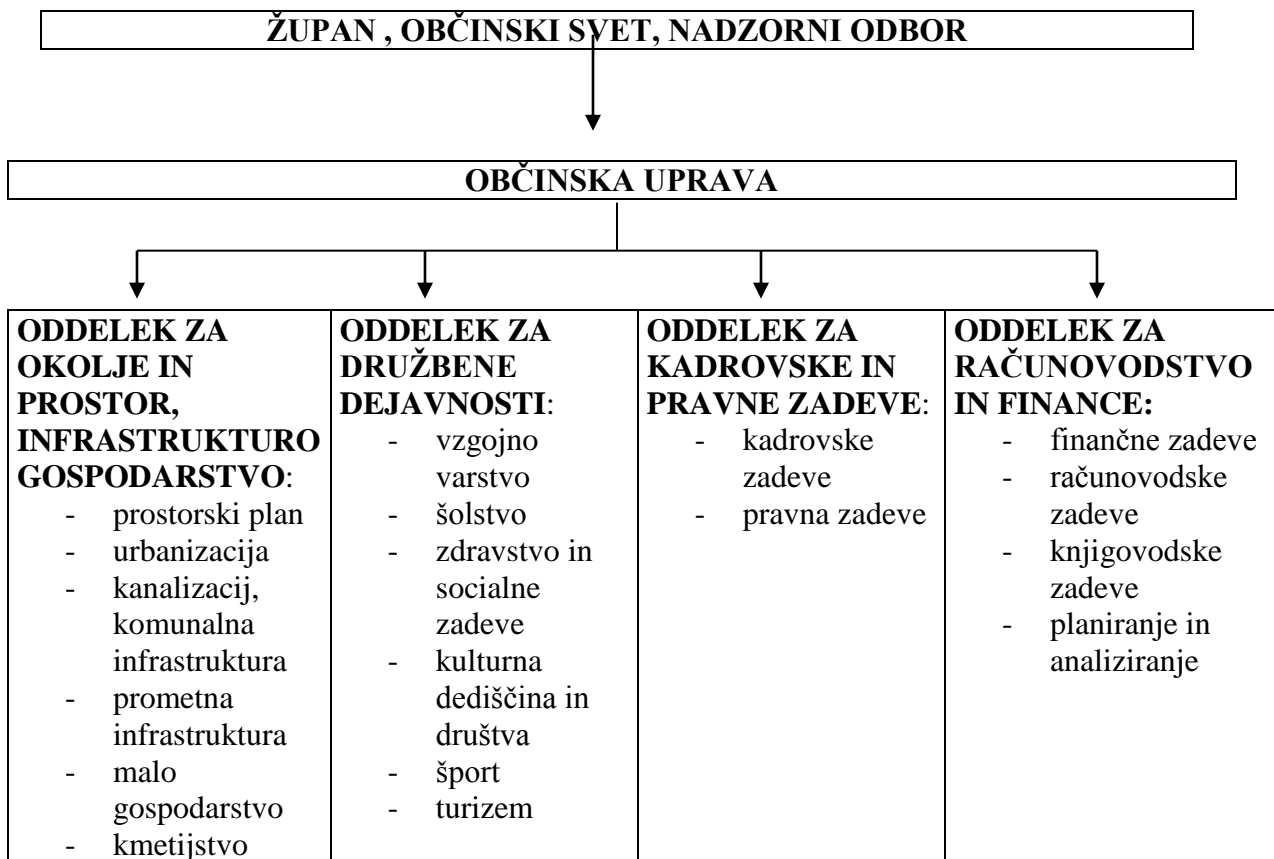 ŽUPAN , OBČINSKI SVET, NADZORNI ODBOR
OBČINSKA UPRAVA
ODDELEK ZA
OKOLJE IN
PROSTOR,
INFRASTRUKTURO
GOSPODARSTVO:
- prostorski plan
- urbanizacija
- kanalizacij,
komunalna
infrastruktura
- prometna
infrastruktura
- malo
gospodarstvo
- kmetijstvo
ODDELEK ZA
DRUŽBENE
DEJAVNOSTI:
- vzgojno
varstvo
- šolstvo
- zdravstvo in
socialne
zadeve
- kulturna
dediščina in
društva
- šport
- turizem
ODDELEK ZA
KADROVSKE IN
PRAVNE ZADEVE:
- kadrovske
zadeve
- pravna zadeve
ODDELEK ZA
RAČUNOVODSTVO
IN FINANCE:
- finančne zadeve
- računovodske
zadeve
- knjigovodske
zadeve
- planiranje in
analiziranje